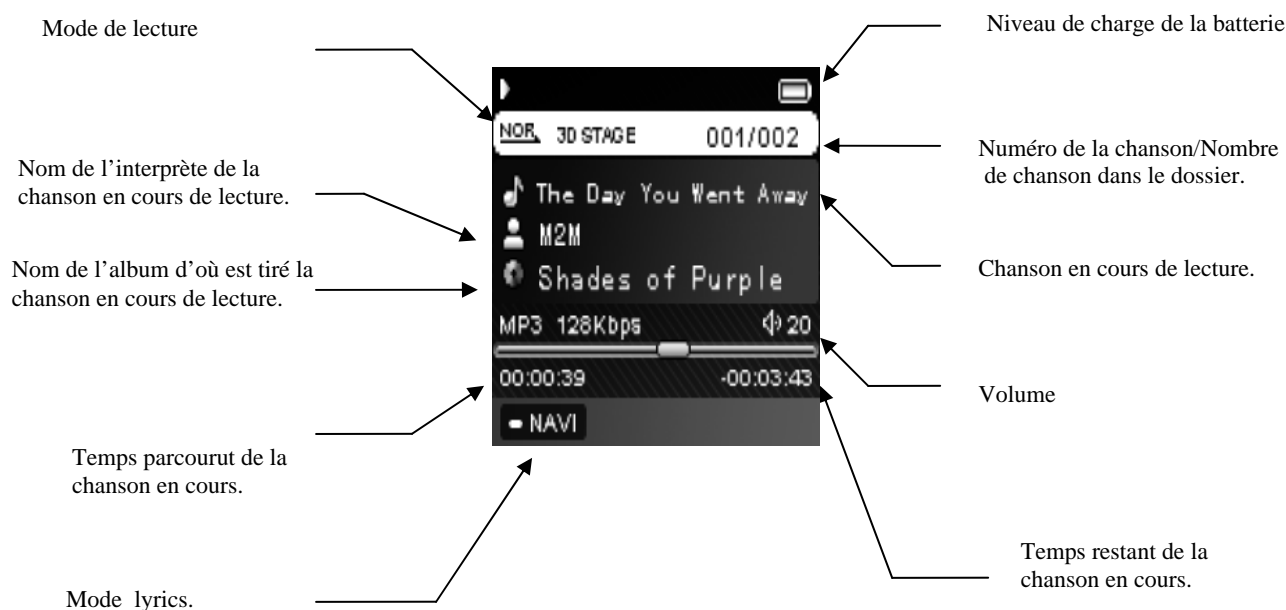 Mode de lecture
Niveau de charge de la batterie
NOR 3D STAGE 001/002
Nom de l’interprète de la
chanson en cours de lecture.
Numéro de la chanson/Nombre
de chanson dans le dossier.
The Day You Went Away
M2M
Shades of Purple
Nom de l’album d’où est tiré la
chanson en cours de lecture.
Chanson en cours de lecture.
MP3 128Kbps 20
00:00:39 -00:03:43
NAVI
Volume
Temps parcourut de la
chanson en cours.
Temps restant de la
chanson en cours.
Mode lyrics.